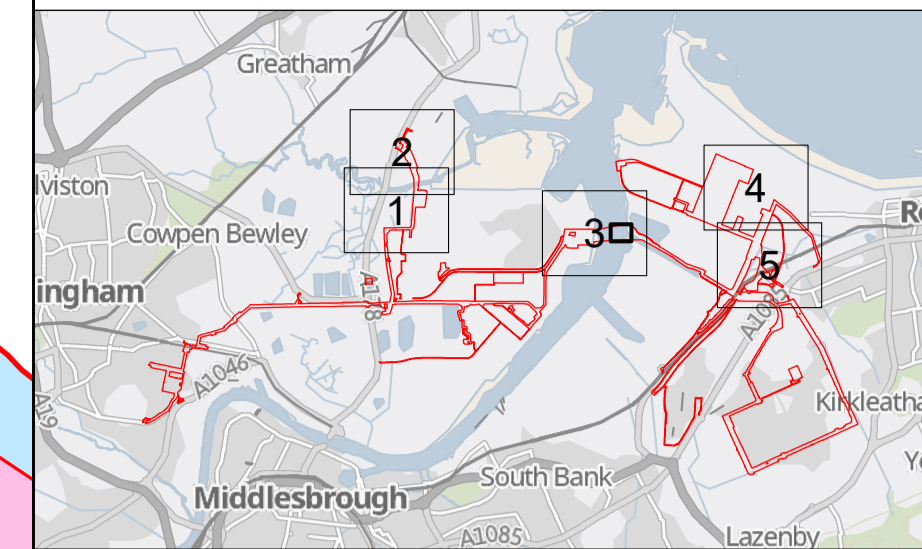 Greatham
2
lviston
4
Cowpen Bewley
1
3
Re
5
ingham
A178
A1085
A1046
A19
Kirkleatha
South Bank
Ye
Middlesbrough
A1085
Lazenby